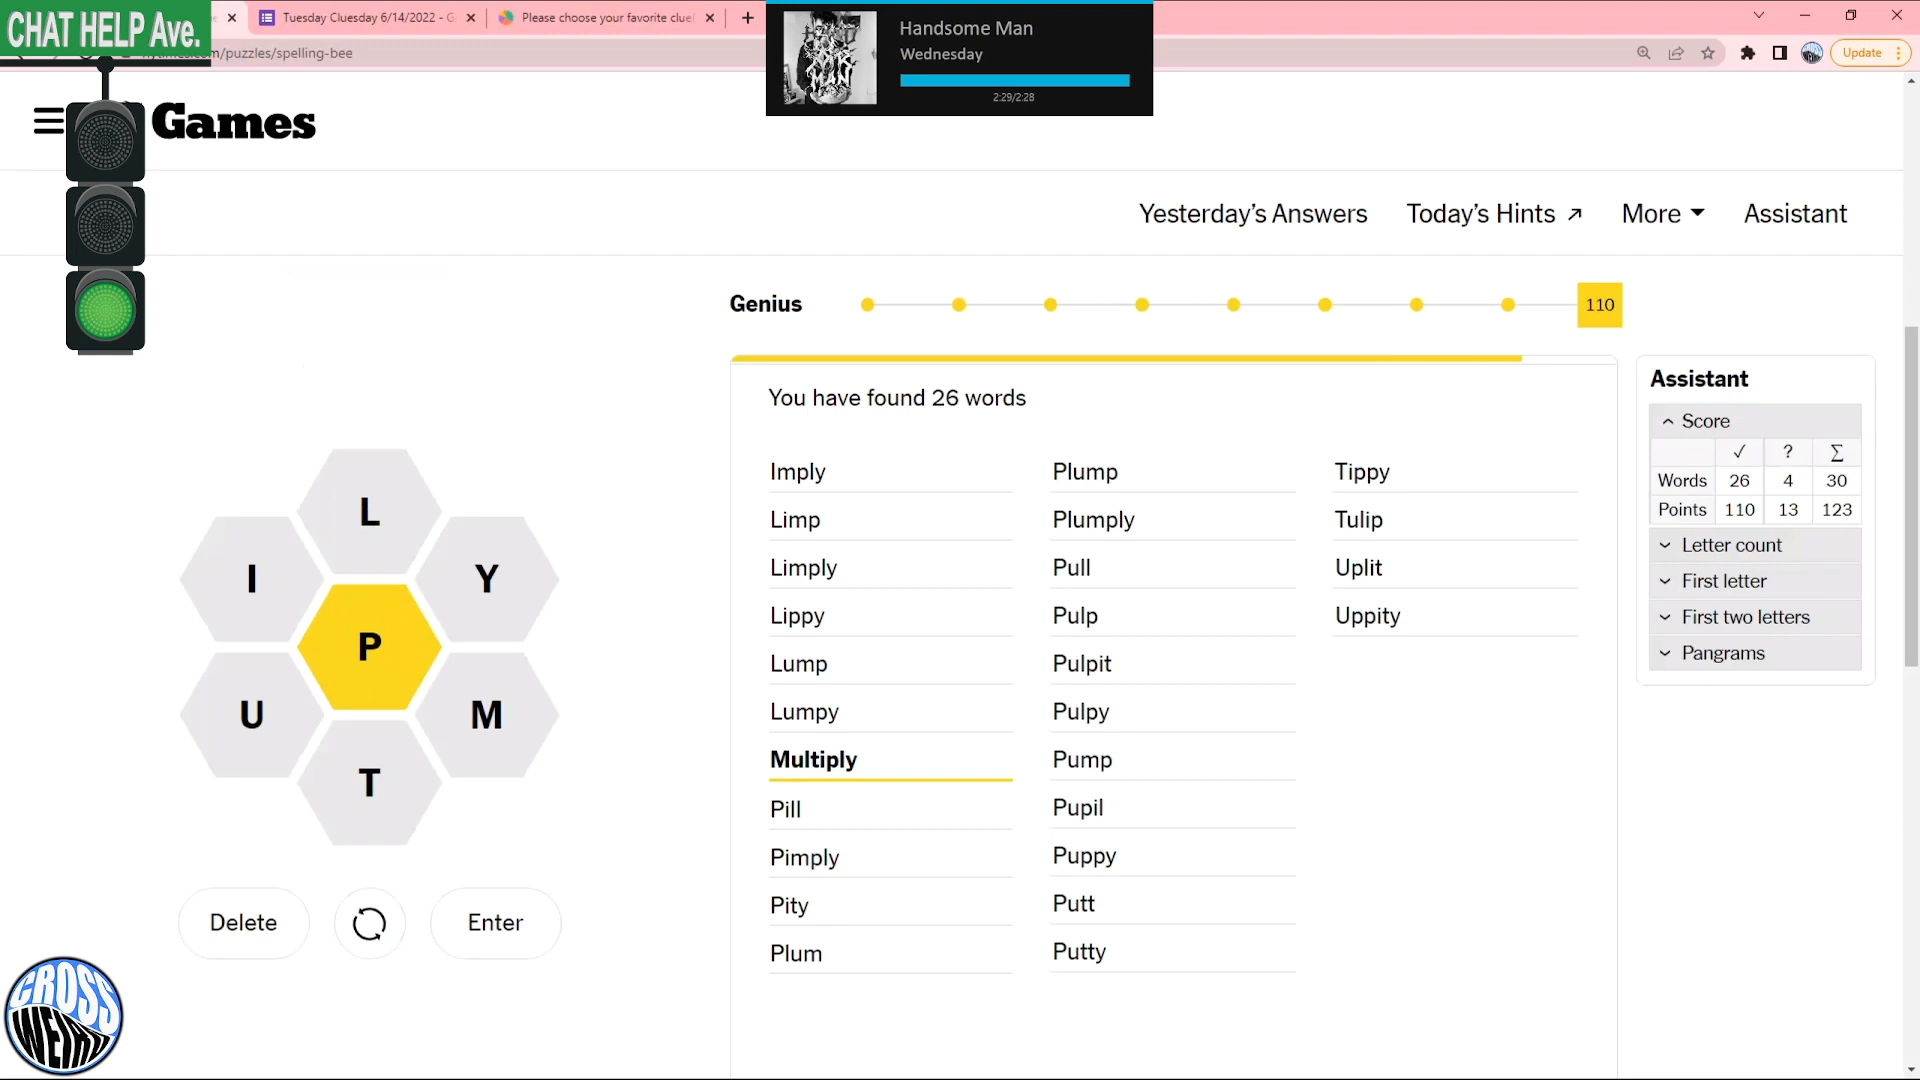 CHAT HELP Ave.
Tuesday Cluesday 6/14/2022 - G
Please choose your favorite clue
Handsome Man
Wednesday
2:29/2:28
m/puzzles/spelling-bee
Update
Games
Yesterday's Answers
Today's Hints
More
Assistant
Genius
110
You have found 26 words
Imply
Limp
Limply
Lippy
Lump
Lumpy
Multiply
Pill
Pimply
Pity
Plum
Plump
Plumply
Pull
Pulp
Pulpit
Pulpy
Pump
Pupil
Puppy
Putt
Putty
Tippy
Tulip
Uplit
Uppity
L
I
Y
P
U
M
T
Delete
Enter
Assistant
Score
✓ ? Σ
Words 26 4 30
Points 110 13 123
Letter count
First letter
First two letters
Pangrams
CROSS
WEIRD